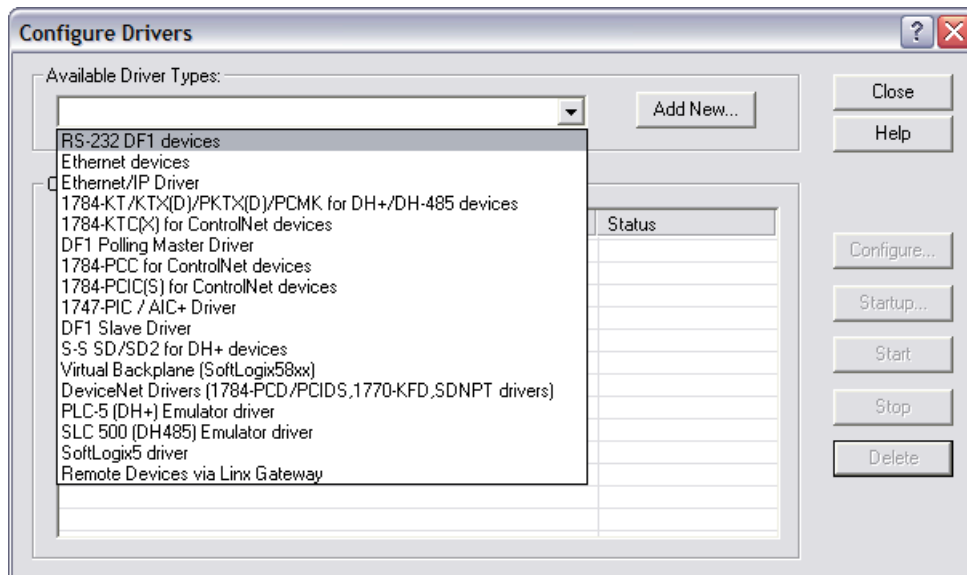 Configure Drivers
Available Driver Types:
Add New...
Close
Help
RS-232 DF1 devices
Ethernet devices
Ethernet/IP Driver
1784-KT/KTX(D)/PKTX(D)/PCMK for DH+/DH-485 devices
1784-KTC(X) for ControlNet devices
DF1 Polling Master Driver
1784-PCC for ControlNet devices
1784-PCIC(S) for ControlNet devices
1747-PIC / AIC+ Driver
DF1 Slave Driver
S-S SD/SD2 for DH+ devices
Virtual Backplane (SoftLogix58xx)
DeviceNet Drivers (1784-PCD/PCIDS,1770-KFD,SDNPT drivers)
PLC-5 (DH+) Emulator driver
SLC 500 (DH485) Emulator driver
SoftLogix5 driver
Remote Devices via Linx Gateway
Status
Configure...
Startup...
Start
Stop
Delete